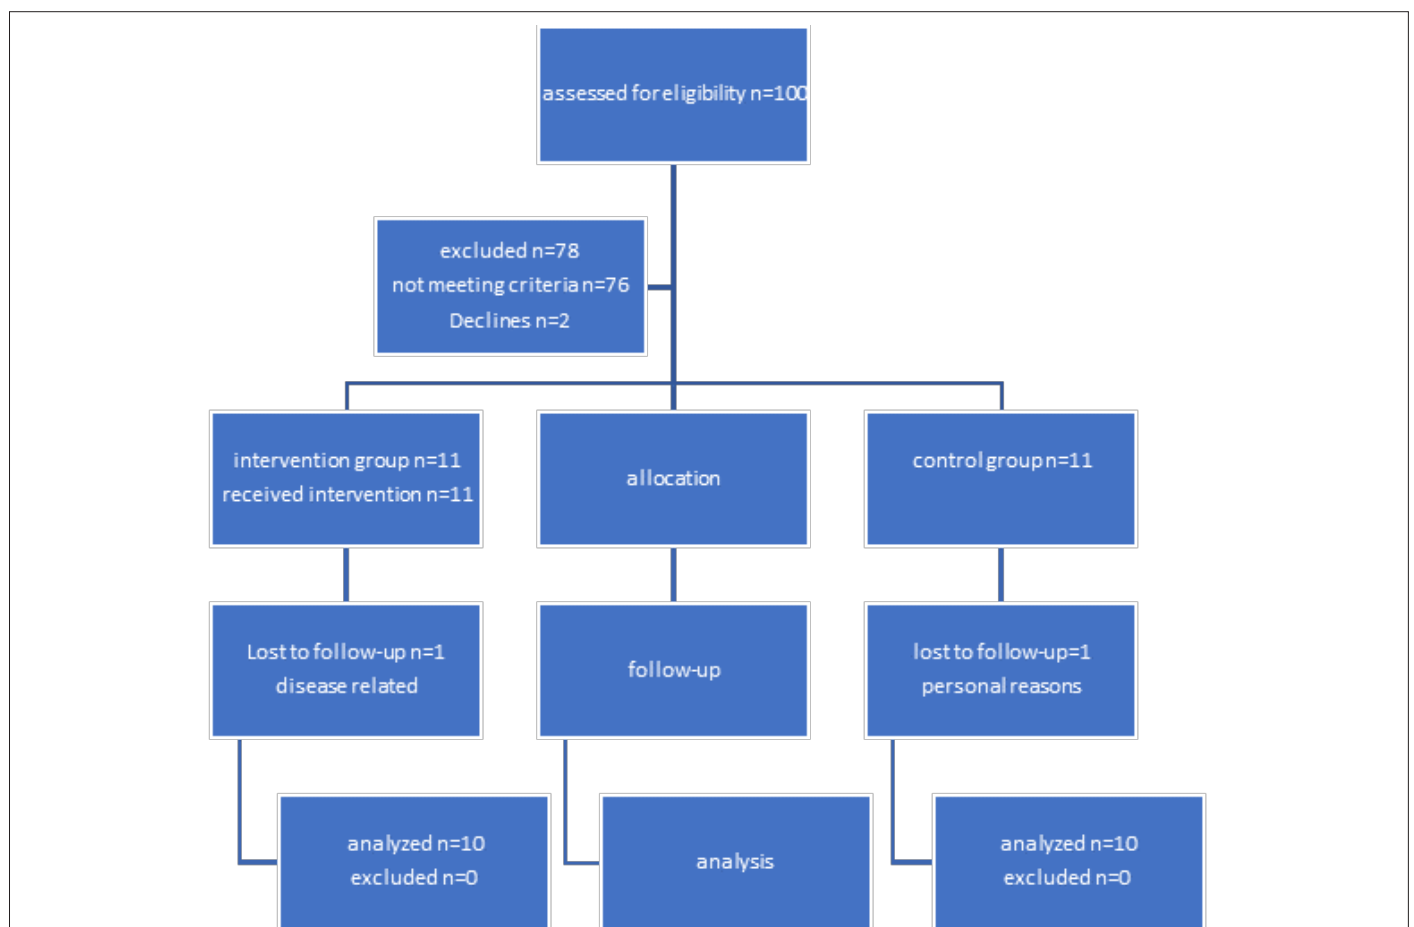 assessed for eligibility n=100
excluded n=78
not meeting criteria n=76
Declines n=2
intervention group n=11
received intervention n=11
allocation
control group n=11
Lost to follow-up n=1
disease related
follow-up
lost to follow-up=1
personal reasons
analyzed n=10
excluded n=0
analysis
analyzed n=10
excluded n=0